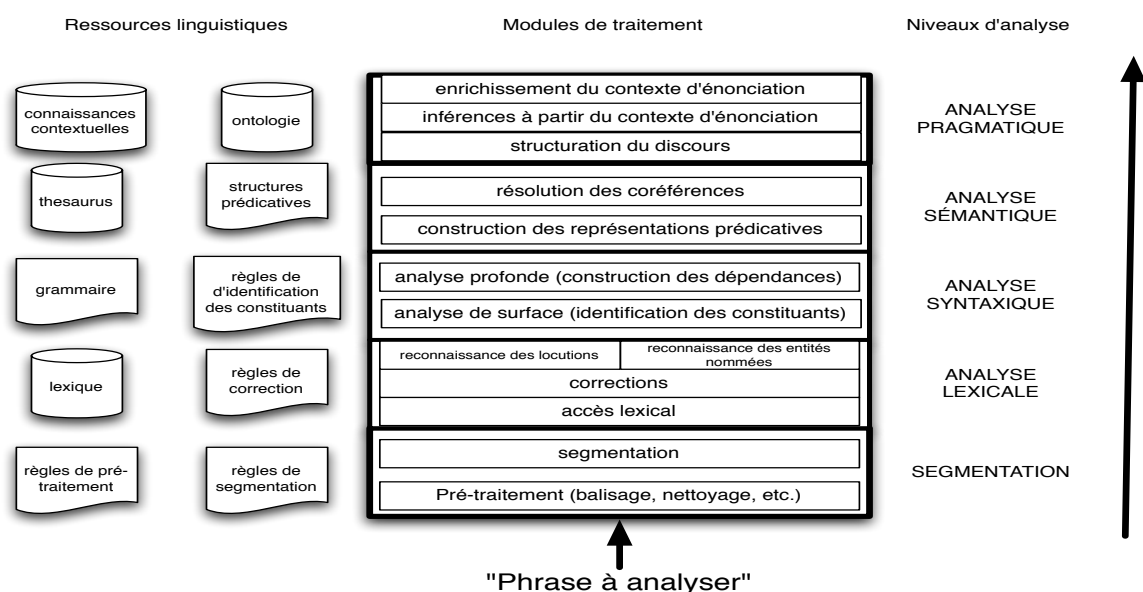 Ressources linguistiques
Modules de traitement
Niveaux d'analyse
connaissances
contextuelles
ontologie
enrichissement du contexte d'énonciation
inférences à partir du contexte d'énonciation
structuration du discours
ANALYSE
PRAGMATIQUE
thesaurus
structures
prédicatives
résolution des coréférences
construction des représentations prédicatives
ANALYSE
SÉMANTIQUE
grammaire
règles de
d'identification
des constituants
analyse profonde (construction des dépendances)
analyse de surface (identification des constituants)
ANALYSE
SYNTAXIQUE
lexique
règles de
correction
reconnaissance des locutions
reconnaissance des entités
nommées
corrections
accès lexical
ANALYSE
LEXICALE
règles de pré-
traitement
règles de
segmentation
segmentation
Pré-traitement (balisage, nettoyage, etc.)
SEGMENTATION
"Phrase à analyser"